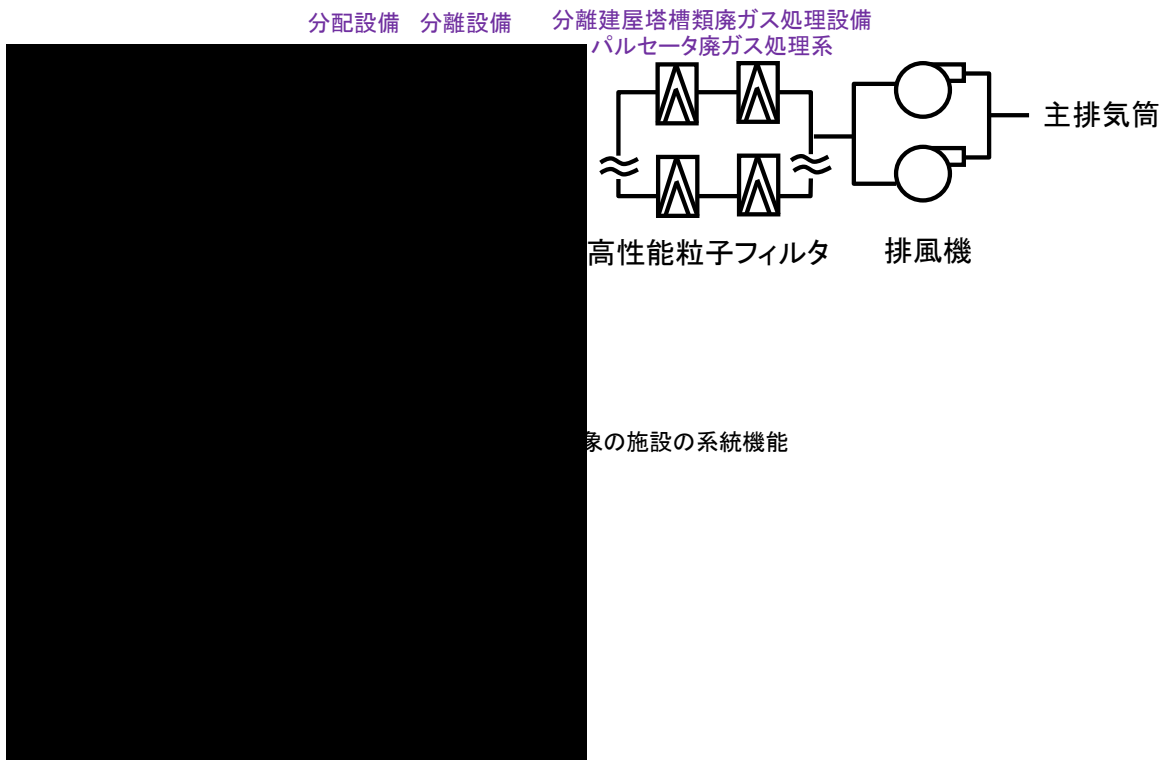 分配設備 分離設備 分離建屋塔槽類廃ガス処理設備
パルセータ廃ガス処理系
主排気筒
高性能粒子フィルタ 排風機
象の施設の系統機能